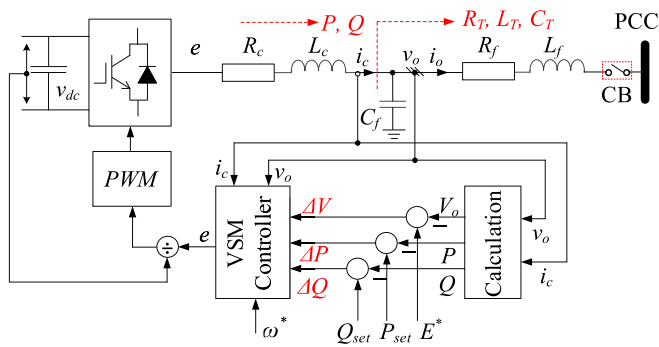 P, Q
R_T, L_T, C_T
PCC
e
R_c
L_c
i_c
v_o
i_o
R_f
L_f
v_dc
C_f
CB
PWM
i_c
v_o
VSM Controller
ΔV
V_o
Calculation
v_o
e
÷
ΔP
P
ΔQ
Q
i_c
ω*
Q_set
P_set
E*